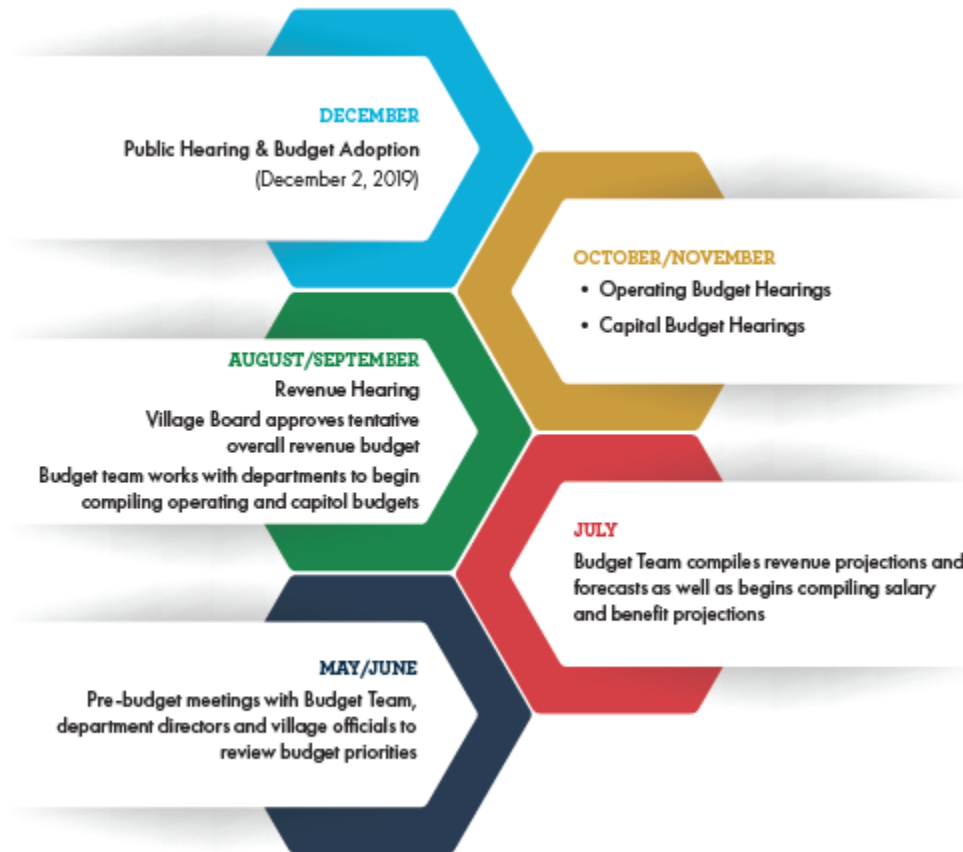 DECEMBER
Public Hearing & Budget Adoption
(December 2, 2019)
OCTOBER/NOVEMBER
• Operating Budget Hearings
• Capital Budget Hearings
AUGUST/SEPTEMBER
Revenue Hearing
Village Board approves tentative
overall revenue budget
Budget team works with departments to begin
compiling operating and capitol budgets
JULY
Budget Team compiles revenue projections and
forecasts as well as begins compiling salary
and benefit projections
MAY/JUNE
Pre-budget meetings with Budget Team,
department directors and village officials to
review budget priorities